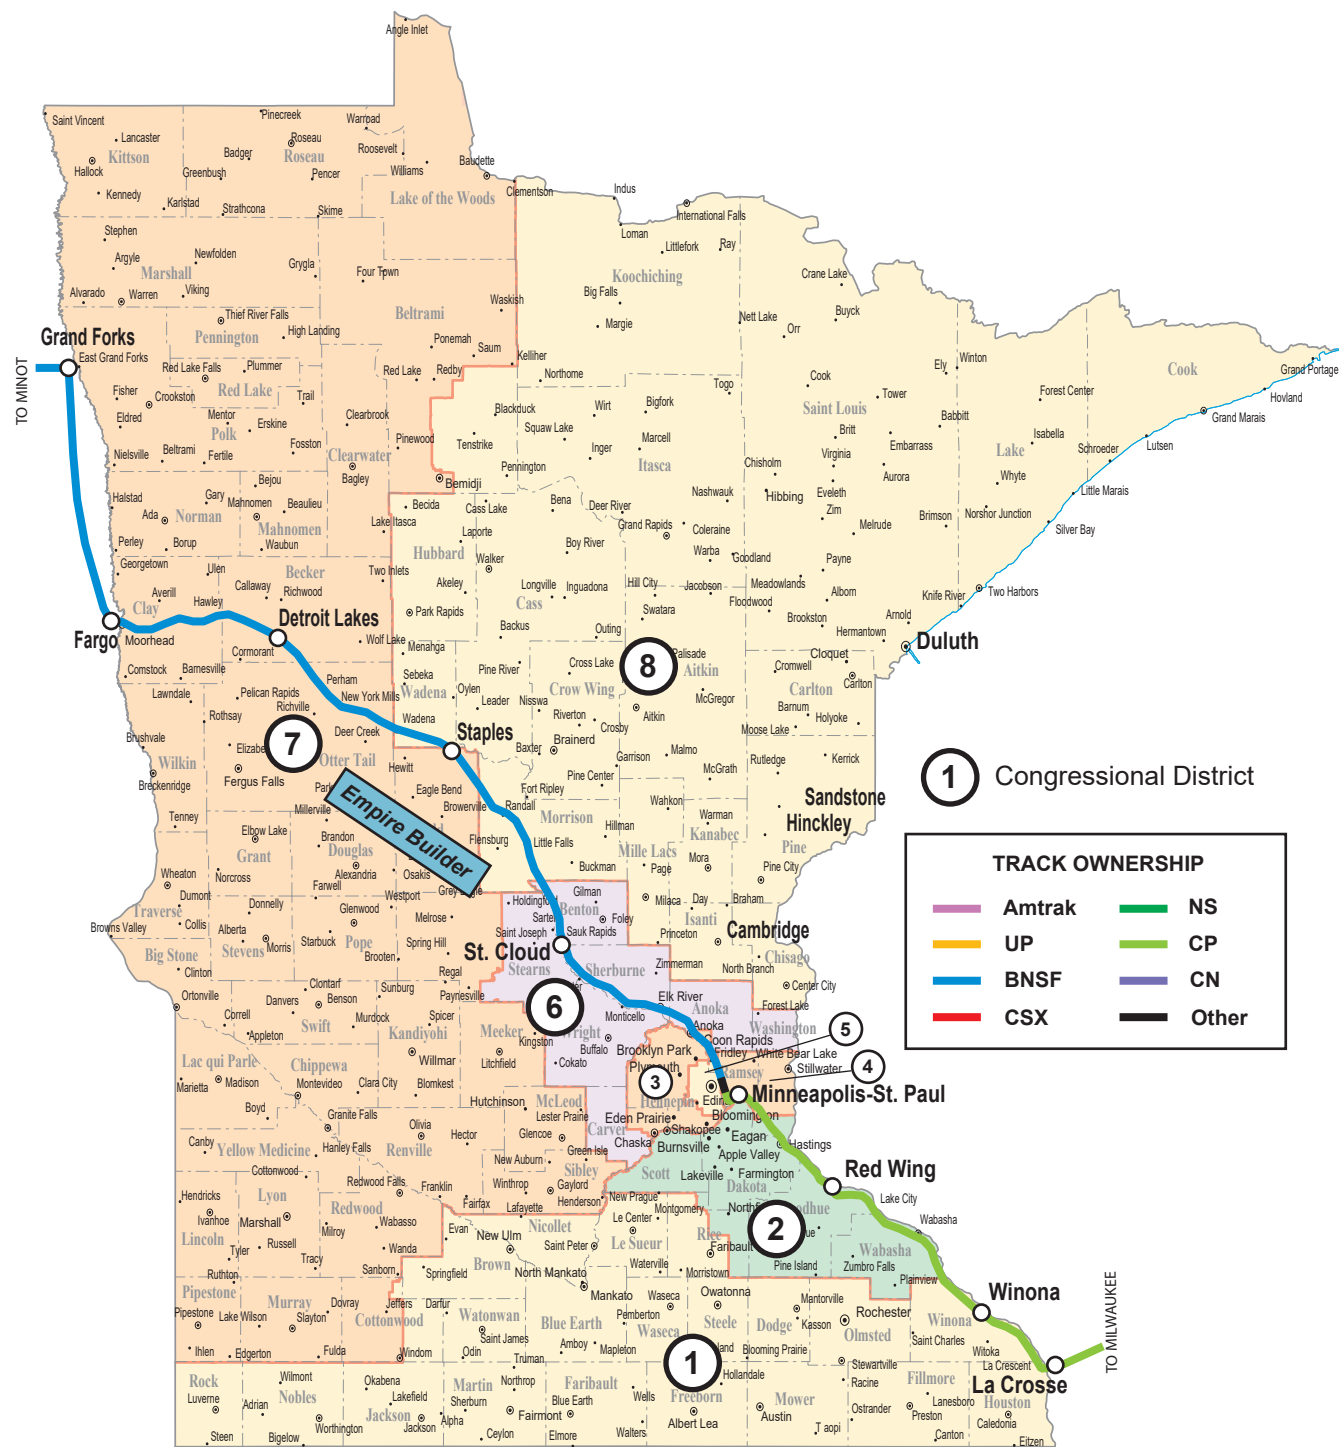 Angle Inlet
Saint Vincent
Pinecreek
Warroad
Lancaster
Roseau
Kittson
Badger
Roseau
Roosevelt
Hallock
Greenbush
Pencer
Williams
Baudette
Kennedy
Karlstad
Strathcona
Skime
Lake of the Woods
Clementson
Indus
International Falls
Stephen
Loman
Littlefork
Ray
Argyle
Newfolden
Marshall
Grygla
Four Town
Koochiching
Crane Lake
Alvarado
Warren
Viking
Waskish
Big Falls
Buyck
Thief River Falls
Beltrami
Margie
Nett Lake
Orr
Pennington
High Landing
Grand Forks
East Grand Forks
Ponemah
Saum
Kelliher
TO MINOT
Red Lake Falls
Plummer
Red Lake
Redby
Northome
Togo
Cook
Ely
Winton
Cook
Grand Portage
Fisher
Crookston
Red Lake
Trail
Hovland
Eldred
Mentor
Erskine
Clearbrook
Blackduck
Wirt
Bigfork
Saint Louis
Tower
Forest Center
Grand Marais
Polk
Babbitt
Nielsville
Beltrami
Fertile
Fosston
Clearwater
Pinewood
Tenstrike
Squaw Lake
Marcell
Britt
Embarrass
Isabella
Lutsen
Inger
Itasca
Virginia
Lake
Schroeder
Bagley
Bemidji
Pennington
Chisholm
Aurora
Whyte
Halstad
Gary
Bejou
Mahnomen
Beaulieu
Becida
Cass Lake
Bena
Deer River
Nashwauk
Hibbing
Eveleth
Zim
Little Marais
Ada
Norman
Mahnomen
Lake Itasca
Grand Rapids
Coleraine
Melrude
Brimson
Norshor Junction
Silver Bay
Perley
Borup
Waubun
Laporte
Hubbard
Walker
Boy River
Warba
Goodland
Payne
Georgetown
Ulen
Becker
Two Inlets
Akeley
Longville
Inguadona
Hill City
Jacobson
Meadowlands
Alborn
Averill
Callaway
Richwood
Cass
Floodwood
Knife River
Two Harbors
Clay
Hawley
Park Rapids
Swatara
Brookston
Arnold
Fargo
Moorhead
Detroit Lakes
Wolf Lake
Menahga
Backus
Outing
Hermantown
Duluth
Cormorant
8
Palisade
Cloquet
Comstock
Barnesville
Perham
Sebeka
Pine River
Cross Lake
Aitkin
Cromwell
Carlton
Carlton
Lawndale
Pelican Rapids
New York Mills
Wadena
Oylen
Crow Wing
McGregor
Richville
Leader
Nisswa
Barnum
Rothsay
Deer Creek
Wadena
Riverton
Aitkin
Holyoke
Brushvale
7
Staples
Crosby
Moose Lake
Elizabe
Otter Tail
Baxter
Brainerd
Garrison
Malmo
Rutledge
Kerrick
Wilkin
Hewitt
Breckenridge
Fergus Falls
Pine Center
McGrath
1
Congressional District
Park
Eagle Bend
Fort Ripley
Sandstone
Empire Builder
Millerville
Browerville
Randall
Wahkon
Hinckley
Tenney
Morrison
Warman
Elbow Lake
Brandon
Flensburg
Hillman
Kanabec
Pine
Grant
Douglas
Little Falls
Mille Lacs
TRACK OWNERSHIP
Wheaton
Norcross
Alexandria
Osakis
Buckman
Page
Mora
Pine City
Farwell
Grey Eagle
Gilman
Dumont
Westport
Holdingford
Benton
Milaca
Day
Braham
Amtrak
NS
Traverse
Donnelly
Glenwood
Melrose
Sartell
Foley
Isanti
Browns Valley
Collis
Alberta
Pope
Saint Joseph
Sauk Rapids
Princeton
Cambridge
UP
CP
Big Stone
Stevens
Morris
Starbuck
Spring Hill
St. Cloud
Chisago
Brooten
Stearns
Sherburne
Zimmerman
North Branch
BNSF
CN
Clinton
Clontarf
Regal
Center City
Ortonville
Danvers
Benson
Sunburg
Paynesville
6
Elk River
Anoka
Forest Lake
CSX
Other
Correll
Swift
Murdock
Spicer
Monticello
Appleton
Kandiyohi
Meeker
Kingston
Wright
Anoka
Washington
5
Lac qui Parle
Chippewa
Willmar
Litchfield
Buffalo
Coon Rapids
Cokato
Brooklyn Park
Fridley
White Bear Lake
Plymouth
Ramsey
Stillwater
4
Marietta
Madison
Montevideo
Clara City
Blomkest
3
Minneapolis-St. Paul
Boyd
Hutchinson
McLeod
Hennepin
Edina
Granite Falls
Lester Prairie
Eden Prairie
Bloomington
Canby
Olivia
Hector
Glencoe
Carver
Shakopee
Eagan
Hastings
Yellow Medicine
Hanley Falls
Renville
Chaska
Burnsville
Green Isle
Apple Valley
Cottonwood
New Auburn
Sibley
Scott
Lakeville
Farmington
Red Wing
Hendricks
Lyon
Redwood Falls
Franklin
Winthrop
Gaylord
Dakota
Lake City
Redwood
Fairfax
Lafayette
Henderson
New Prague
Ivanhoe
Marshall
Wabasso
Nicollet
Montgomery
Northfi
odhue
Wabasha
Milroy
Evan
Le Center
2
Lincoln
Russell
New Ulm
Saint Peter
Le Sueur
Rice
ue
Wabasha
Tyler
Tracy
Wanda
Brown
Faribault
Zumbro Falls
Ruthton
Sanborn
Springfield
North Mankato
Waterville
Morristown
Pine Island
Plainview
Pipestone
Mankato
Owatonna
Winona
Murray
Dovray
Jeffers
Darfur
Watonwan
Waseca
Mantorville
Rochester
Pipestone
Lake Wilson
Slayton
Cottonwood
Blue Earth
Pemberton
Steele
Dodge
Kasson
Winona
Saint James
Waseca
Olmsted
Saint Charles
TO MILWAUKEE
Ihlen
Edgerton
Fulda
Windom
Odin
Amboy
Mapleton
1
land
Blooming Prairie
Witoka
La Crescent
Truman
Stewartville
Rock
Wilmont
Okabena
Martin
Northrop
Faribault
Hollandale
Racine
Fillmore
La Crosse
Luverne
Nobles
Lakefield
Sherburn
Wells
Freeborn
Mower
Lanesboro
Houston
Adrian
Jackson
Blue Earth
Ostrander
Preston
Worthington
Jackson
Alpha
Fairmont
Albert Lea
Austin
T aopi
Caledonia
Steen
Bigelow
Ceylon
Elmore
Walters
Canton
Eitzen